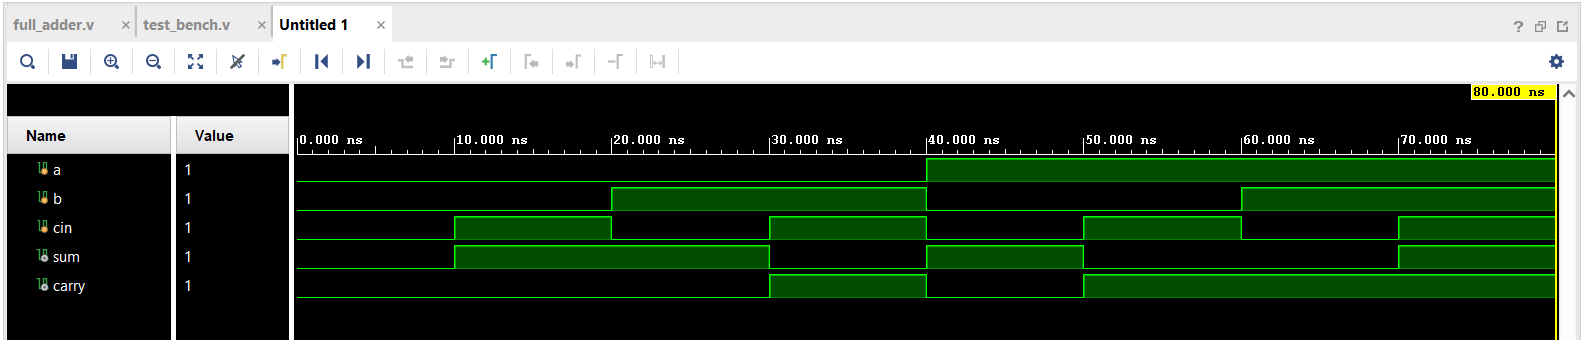 full_adder.v × test_bench.v × Untitled 1 ×
?
80.000 ns
Name Value
0.000 ns 10.000 ns 20.000 ns 30.000 ns 40.000 ns 50.000 ns 60.000 ns 70.000 ns
a 1
b 1
cin 1
sum 1
carry 1